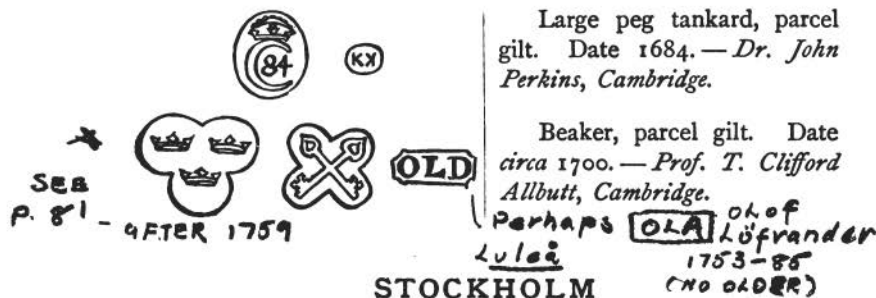 84
KK
Large peg tankard, parcel
gilt. Date 1684. — Dr. John
Perkins, Cambridge.
OLD
Beaker, parcel gilt. Date
circa 1700. — Prof. T. Clifford
Allbutt, Cambridge.
SEE
P. 81 - AFTER 1759
Perhaps OLA OLOF
Löfvander
Luleå
1753-85
(NO OLDER)
STOCKHOLM